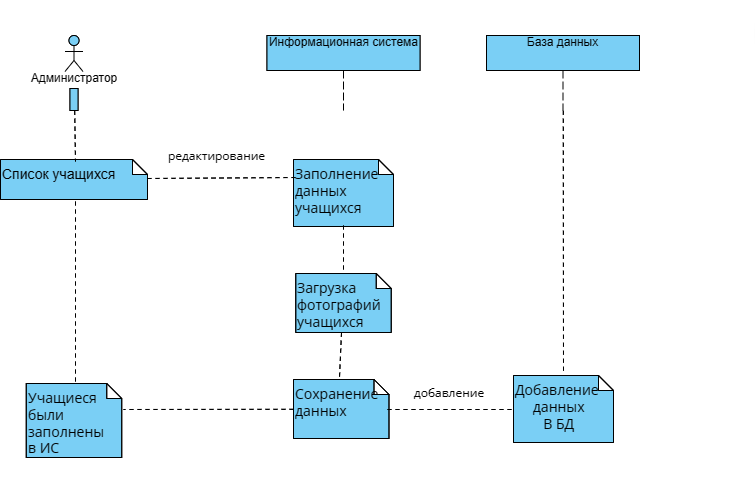 Информационная система
База данных
Администратор
редактирование
Список учащихся
Заполнение
данных
учащихся
Загрузка
фотографий
учащихся
Учащиеся
были
заполнены
в ИС
Сохранение
данных
добавление
Добавление
данных
В БД